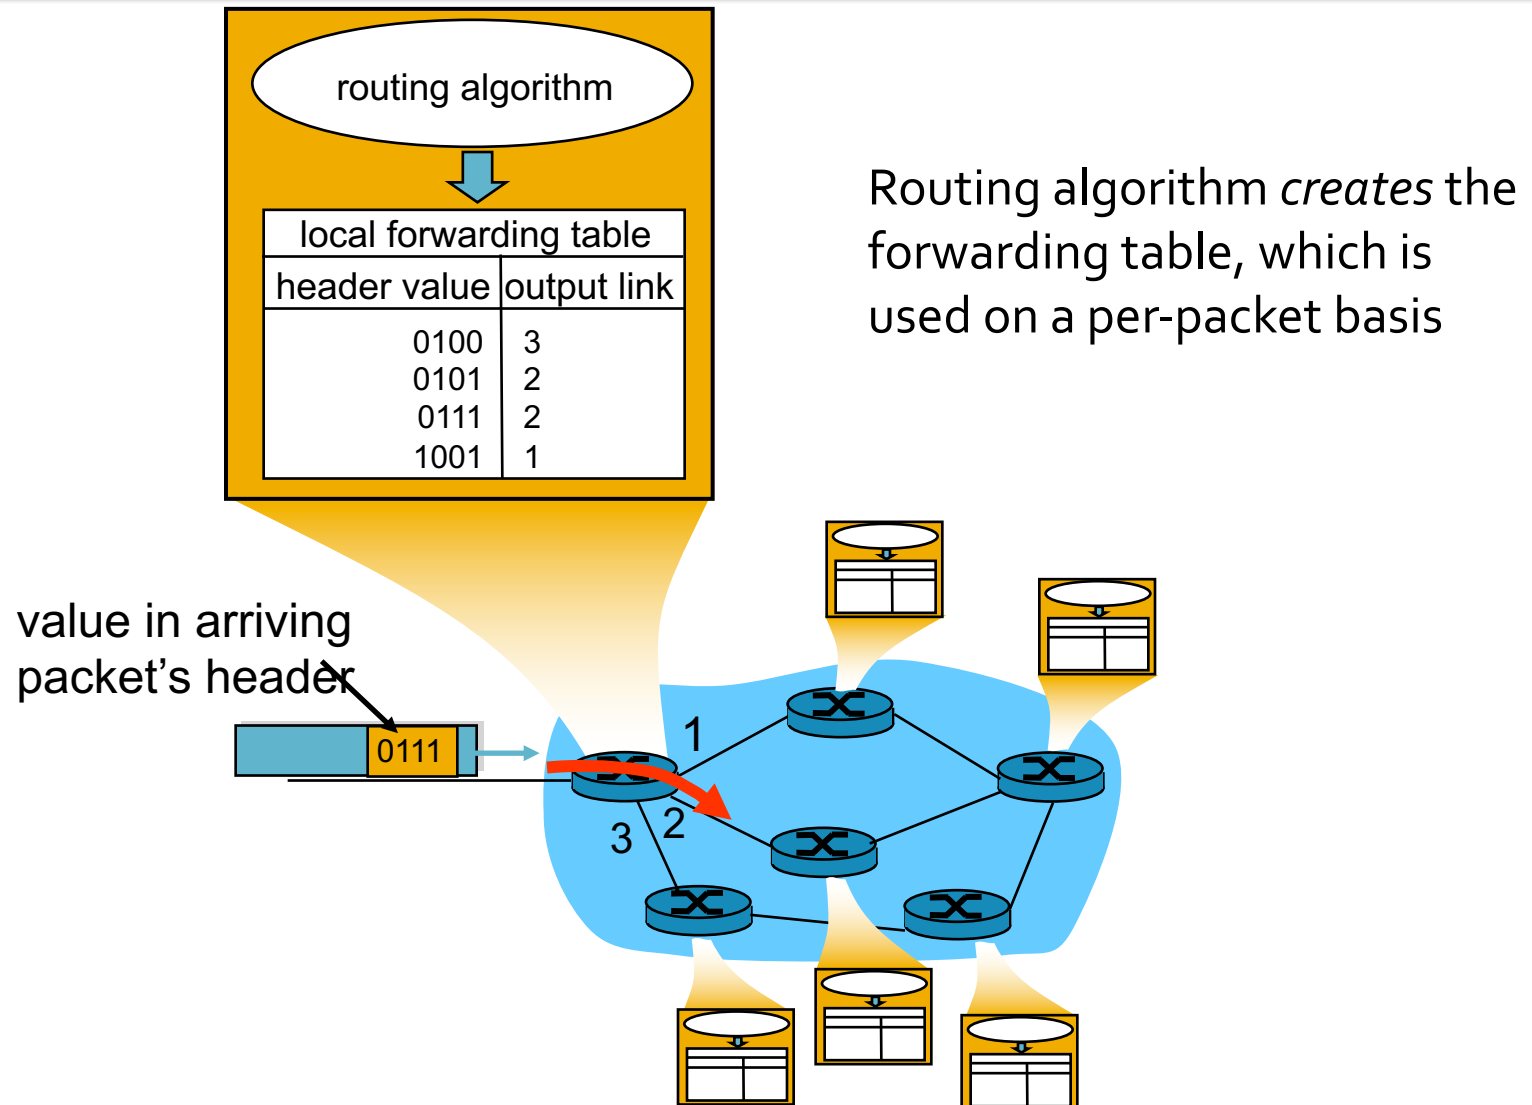 routing algorithm
local forwarding table
header value output link
0100 3
0101 2
0111 2
1001 1
Routing algorithm creates the
forwarding table, which is
used on a per-packet basis
value in arriving
packet's header
0111
1
2
3